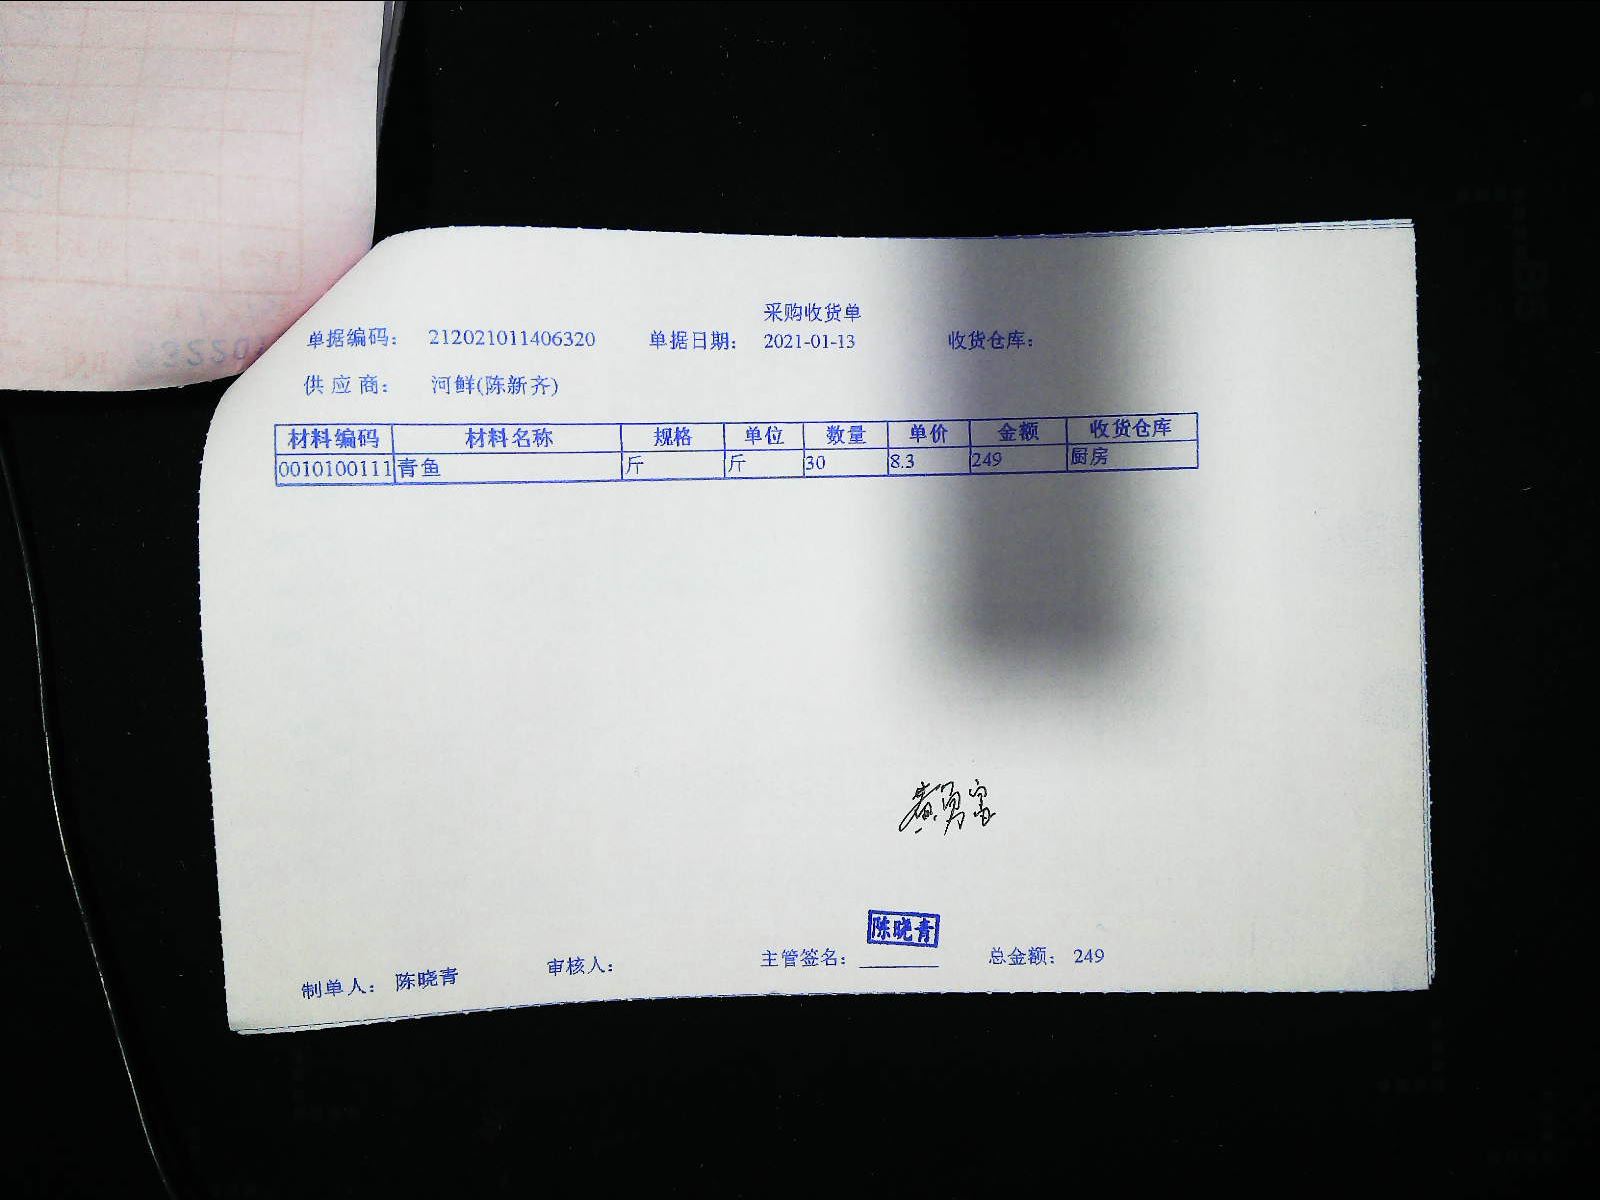 采购收货单
单据编码： 212021011406320 单据日期： 2021-01-13 收货仓库：
供应商： 河鲜(陈新齐)
材料编码 材料名称 规格 单位 数量 单价 金额 收货仓库
0010100111 青鱼 斤 斤 30 8.3 249 厨房
陈晓青
制单人： 陈晓青 审核人： 主管签名： 总金额： 249